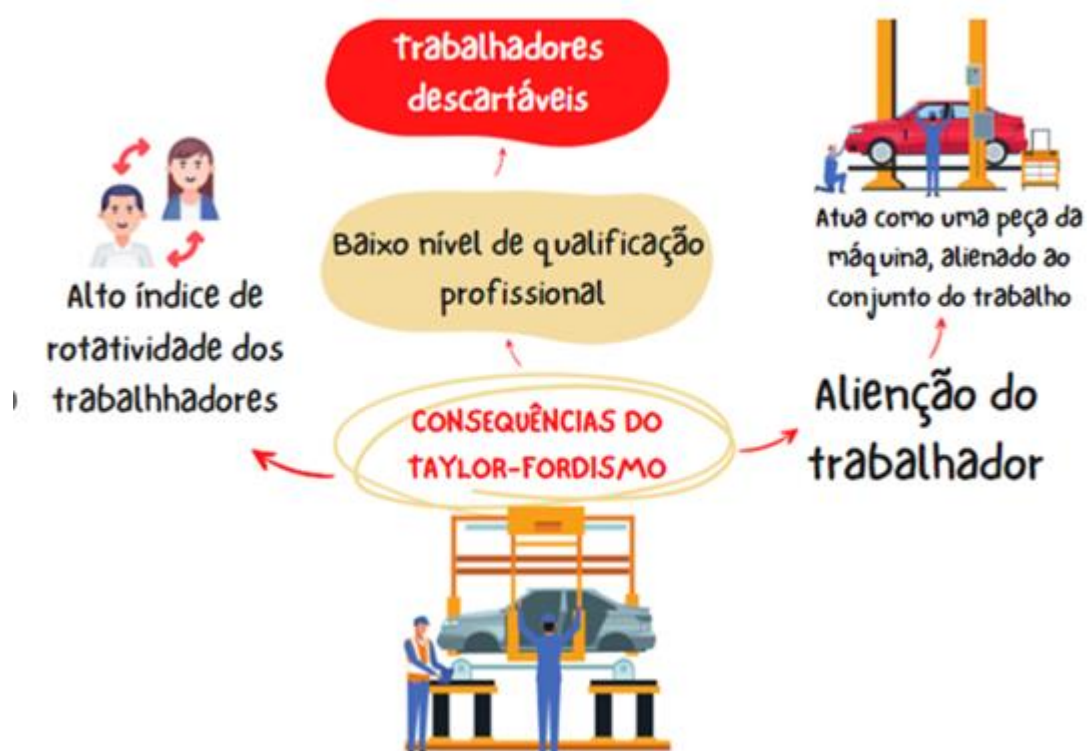 Trabalhadores
descartáveis
Baixo nível de qualificação
profissional
Alto índice de
rotatividade dos
trabalhhadores
CONSEQUÊNCIAS DO
TAYLOR-FORDISMO
Atua como uma peça da
máquina, alienado ao
conjunto do trabalho
Alienção do
trabalhador